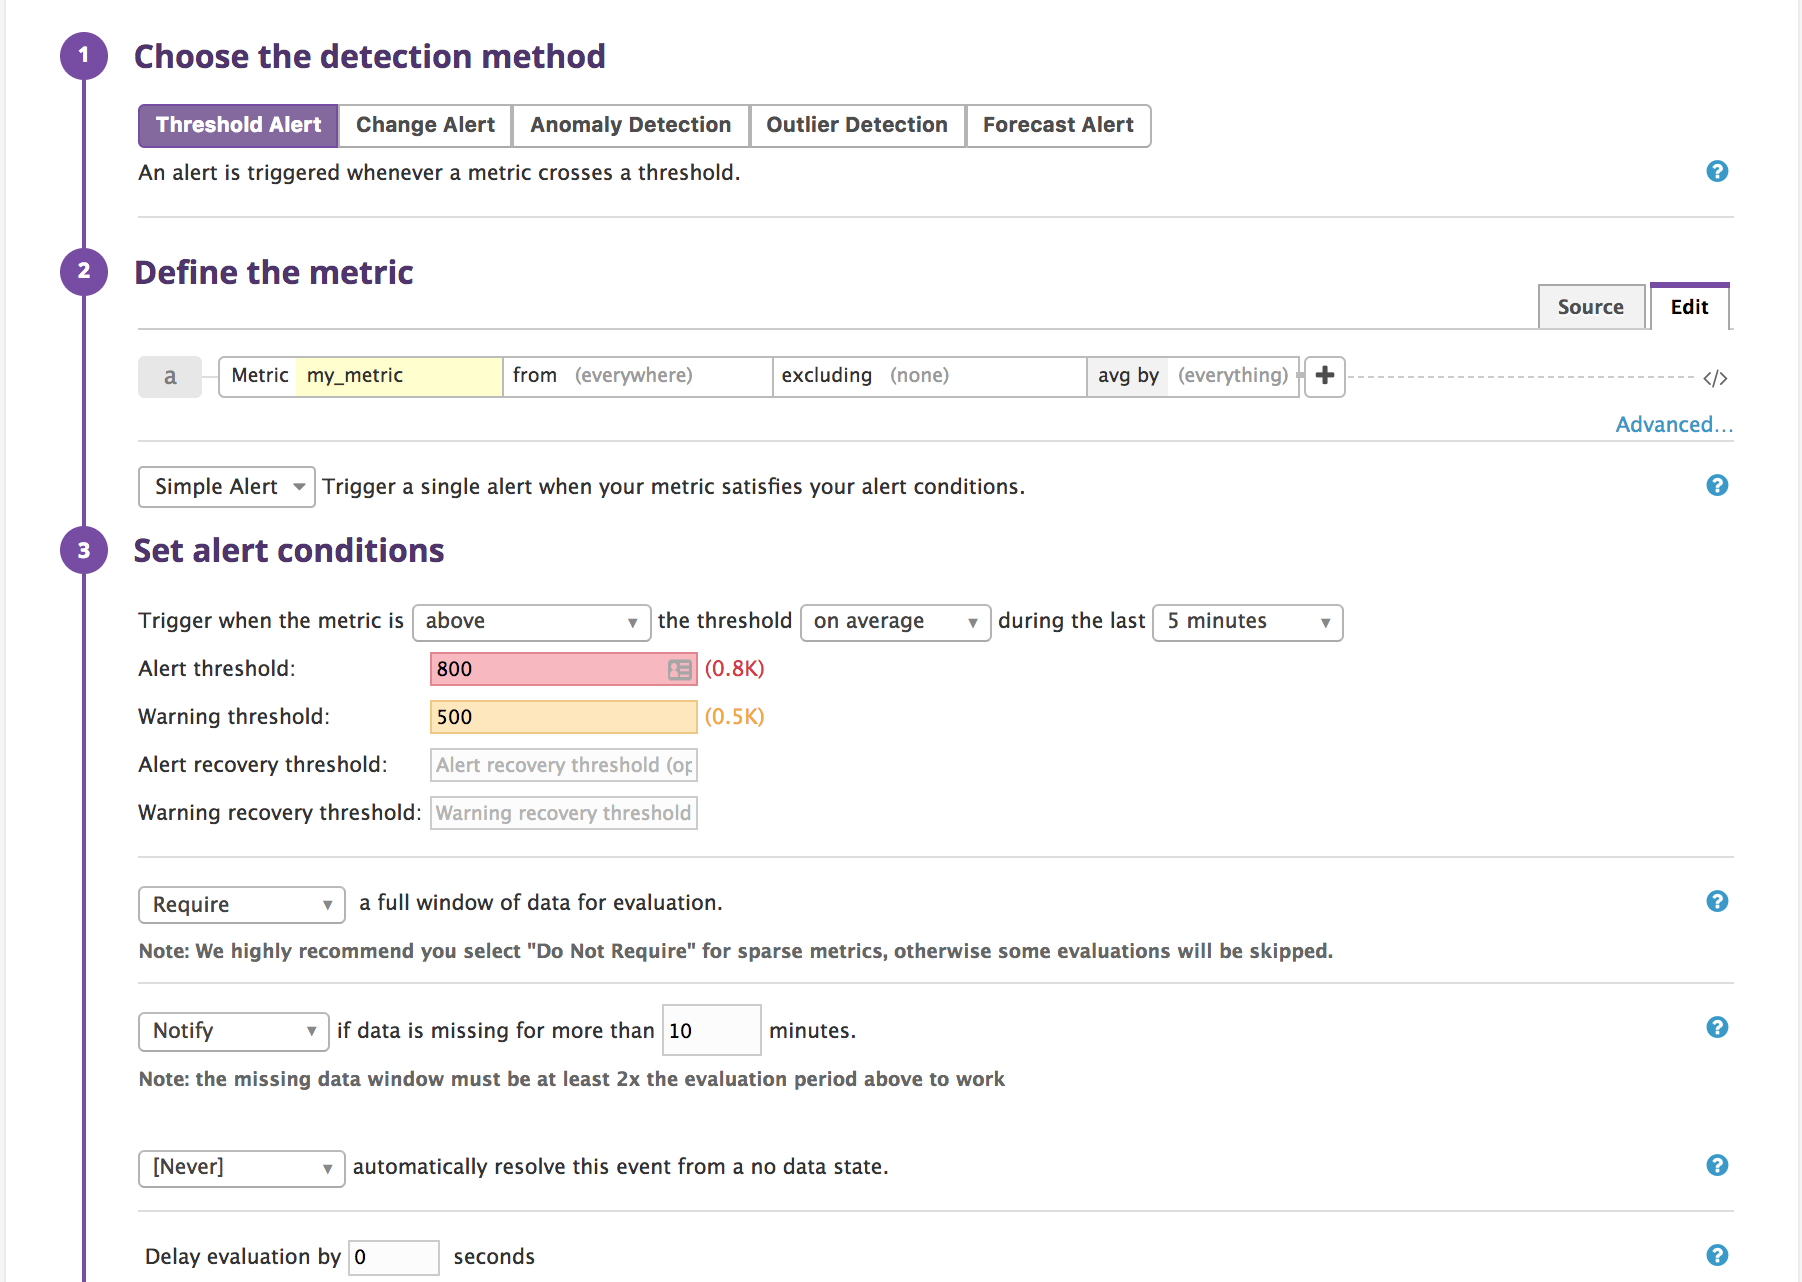 1 Choose the detection method
Threshold Alert Change Alert Anomaly Detection Outlier Detection Forecast Alert
An alert is triggered whenever a metric crosses a threshold. ?
2 Define the metric
Source Edit
a Metric my_metric from (everywhere) excluding (none) avg by (everything) + </>
Advanced...
Simple Alert Trigger a single alert when your metric satisfies your alert conditions. ?
3 Set alert conditions
Trigger when the metric is above the threshold on average during the last 5 minutes
Alert threshold: 800 (0.8K)
Warning threshold: 500 (0.5K)
Alert recovery threshold: Alert recovery threshold (op
Warning recovery threshold: Warning recovery threshold
Require a full window of data for evaluation. ?
Note: We highly recommend you select "Do Not Require" for sparse metrics, otherwise some evaluations will be skipped.
Notify if data is missing for more than 10 minutes. ?
Note: the missing data window must be at least 2x the evaluation period above to work
[Never] automatically resolve this event from a no data state. ?
Delay evaluation by 0 seconds ?